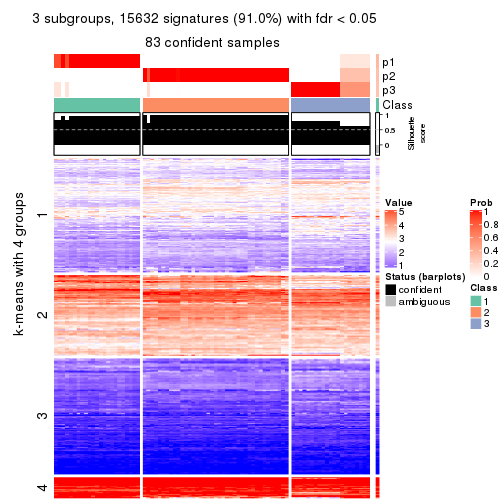 3 subgroups, 15632 signatures (91.0%) with fdr < 0.05
83 confident samples
p1
p2
p3
Class
1
0.5
0
Silhouette
score
k-means with 4 groups
1
2
3
4
Value
5
4
3
2
1
Status (barplots)
confident
ambiguous
Prob
1
0.8
0.6
0.4
0.2
0
Class
1
2
3